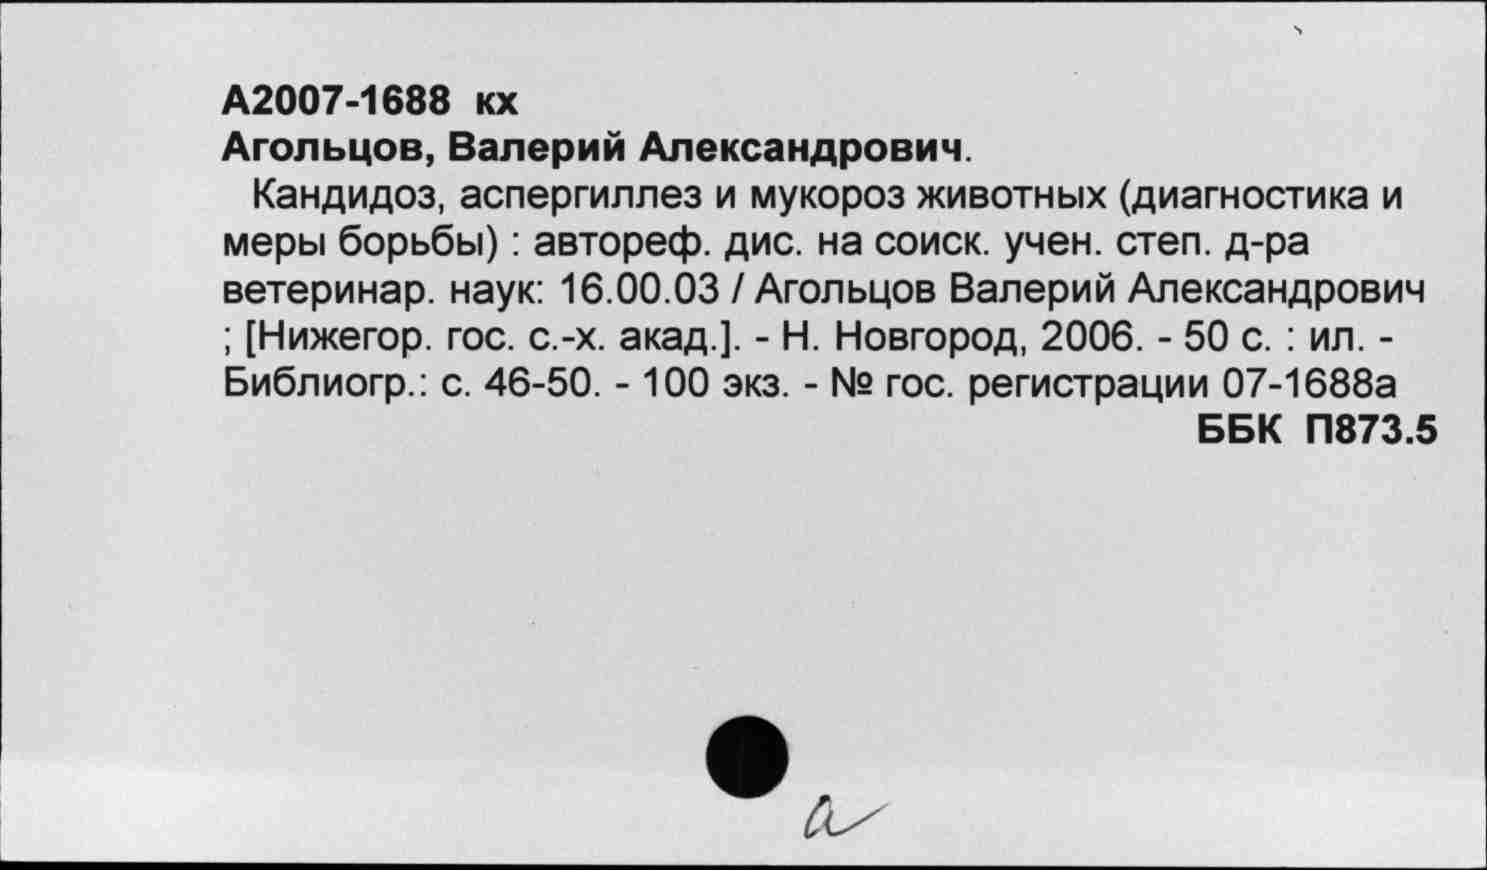 А2007-1688 кх
Агольцов, Валерий Александрович.
Кандидоз, аспергиллез и мукороз животных (диагностика и
меры борьбы) : автореф. дис. на соиск. учен. степ. д-ра
ветеринар. наук: 16.00.03 / Агольцов Валерий Александрович
; [Нижегор. гос. с.-х. акад.]. - Н. Новгород, 2006. - 50 с. : ил. -
Библиогр.: с. 46-50. - 100 экз. - № гос. регистрации 07-1688а
ББК П873.5
а